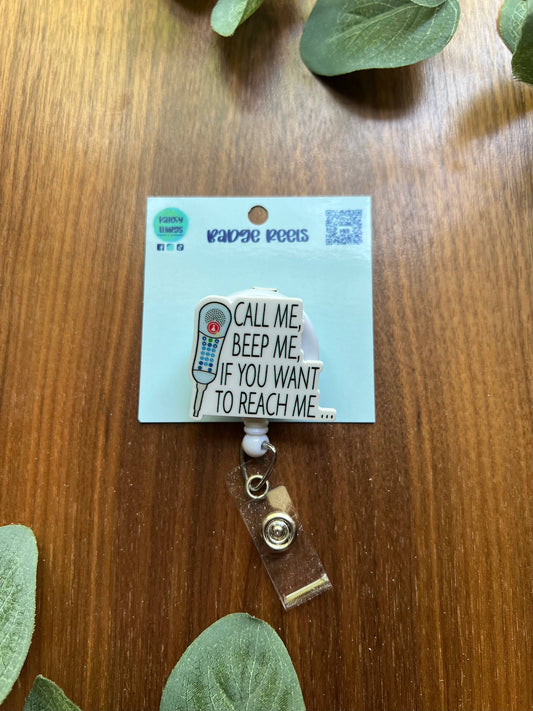 BADGE REELS
CALL ME,
BEEP ME,
IF YOU WANT
TO REACH ME ...